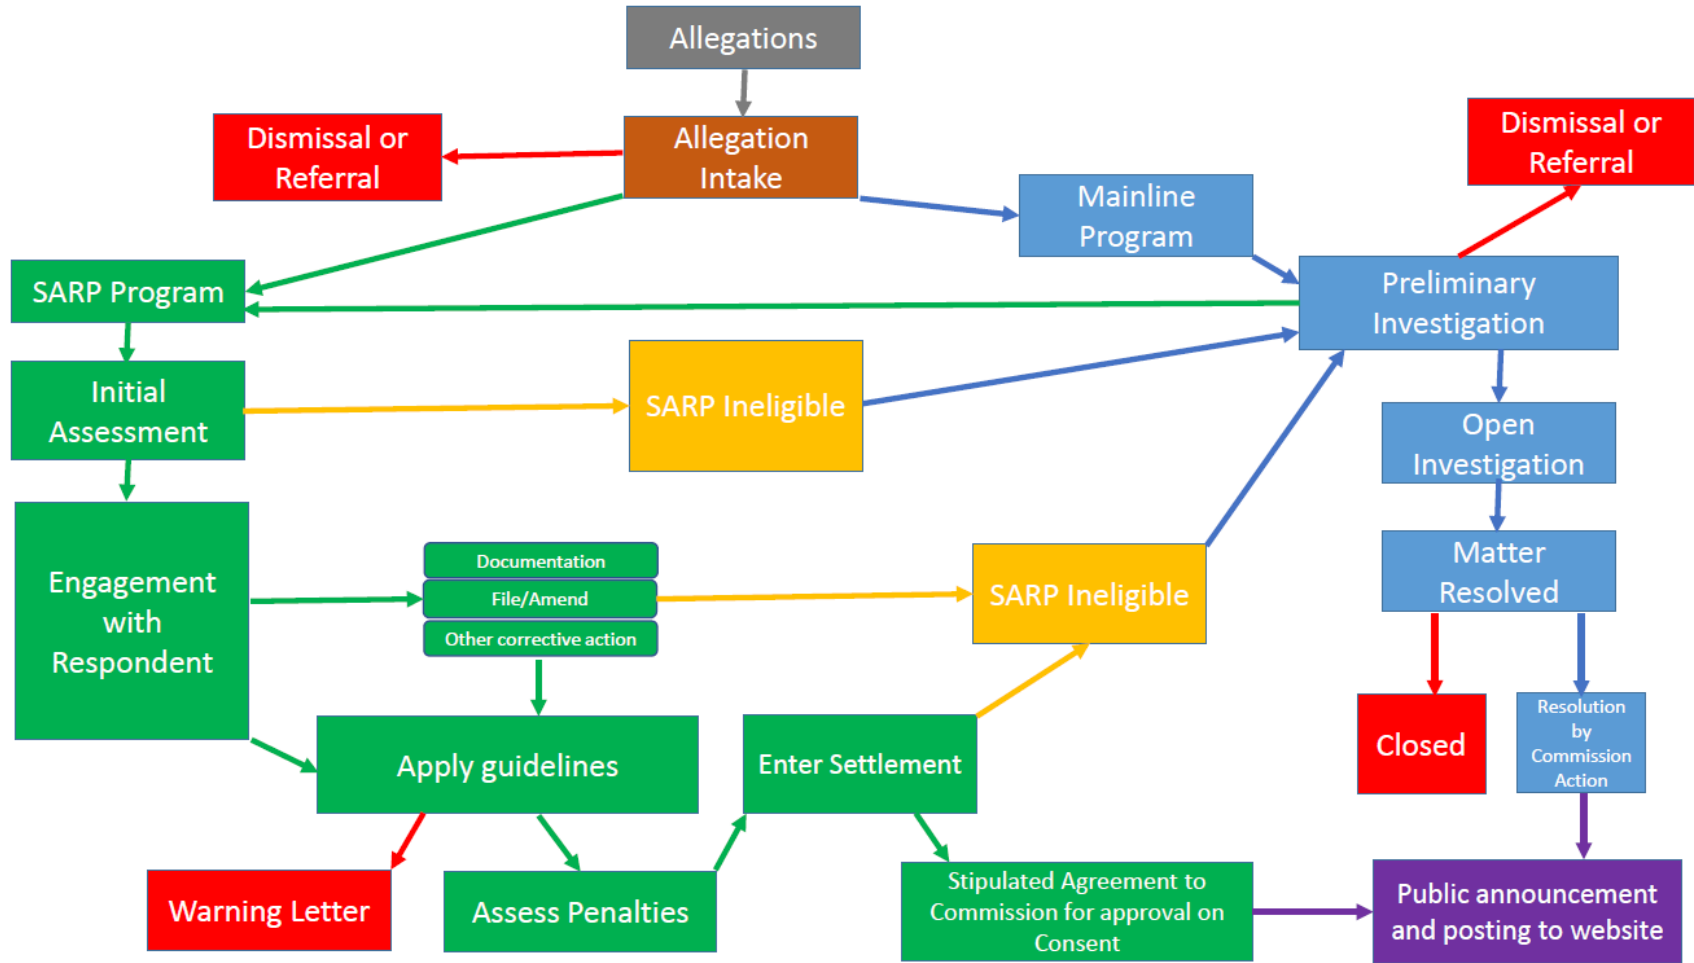 Allegations
Dismissal or
Referral
Allegation
Intake
Dismissal or
Referral
Mainline
Program
SARP Program
Preliminary
Investigation
Initial
Assessment
SARP Ineligible
Open
Investigation
Engagement
with
Respondent
Documentation
File/Amend
Other corrective action
SARP Ineligible
Matter
Resolved
Apply guidelines
Enter Settlement
Closed
Resolution
by
Commission
Action
Warning Letter
Assess Penalties
Stipulated Agreement to
Commission for approval on
Consent
Public announcement
and posting to website